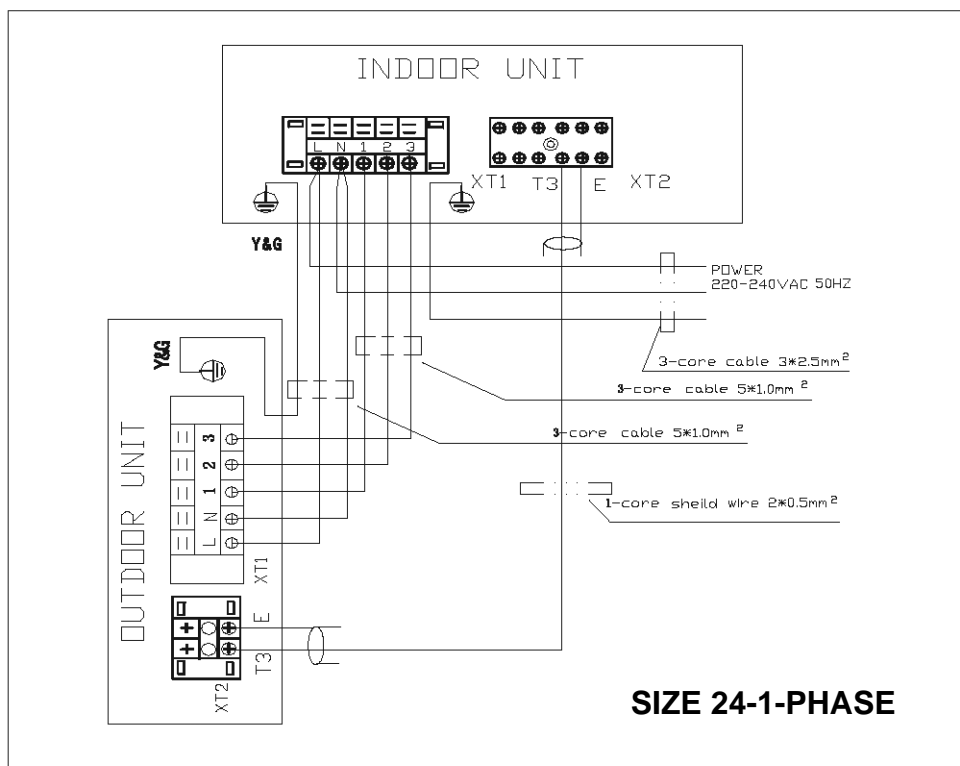 INDOOR UNIT
L N 1 2 3
XT1 T3 E XT2
Y&G
POWER
220-240VAC 50HZ
3-core cable 3*2.5mm²
3-core cable 5*1.0mm²
3-core cable 5*1.0mm²
1-core sheild wire 2*0.5mm²
OUTDOOR UNIT
Y&G
3
2
1
N
L
XT1
E
T3
XT2
SIZE 24-1-PHASE